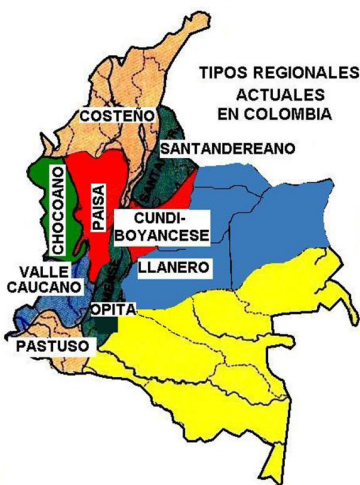 TIPOS REGIONALES
ACTUALES
EN COLOMBIA
COSTEÑO
SANTANDEREANO
CHOCOANO
PAISA
CUNDI-
BOYANCESE
LLANERO
VALLE
CAUCANO
OPITA
PASTUSO